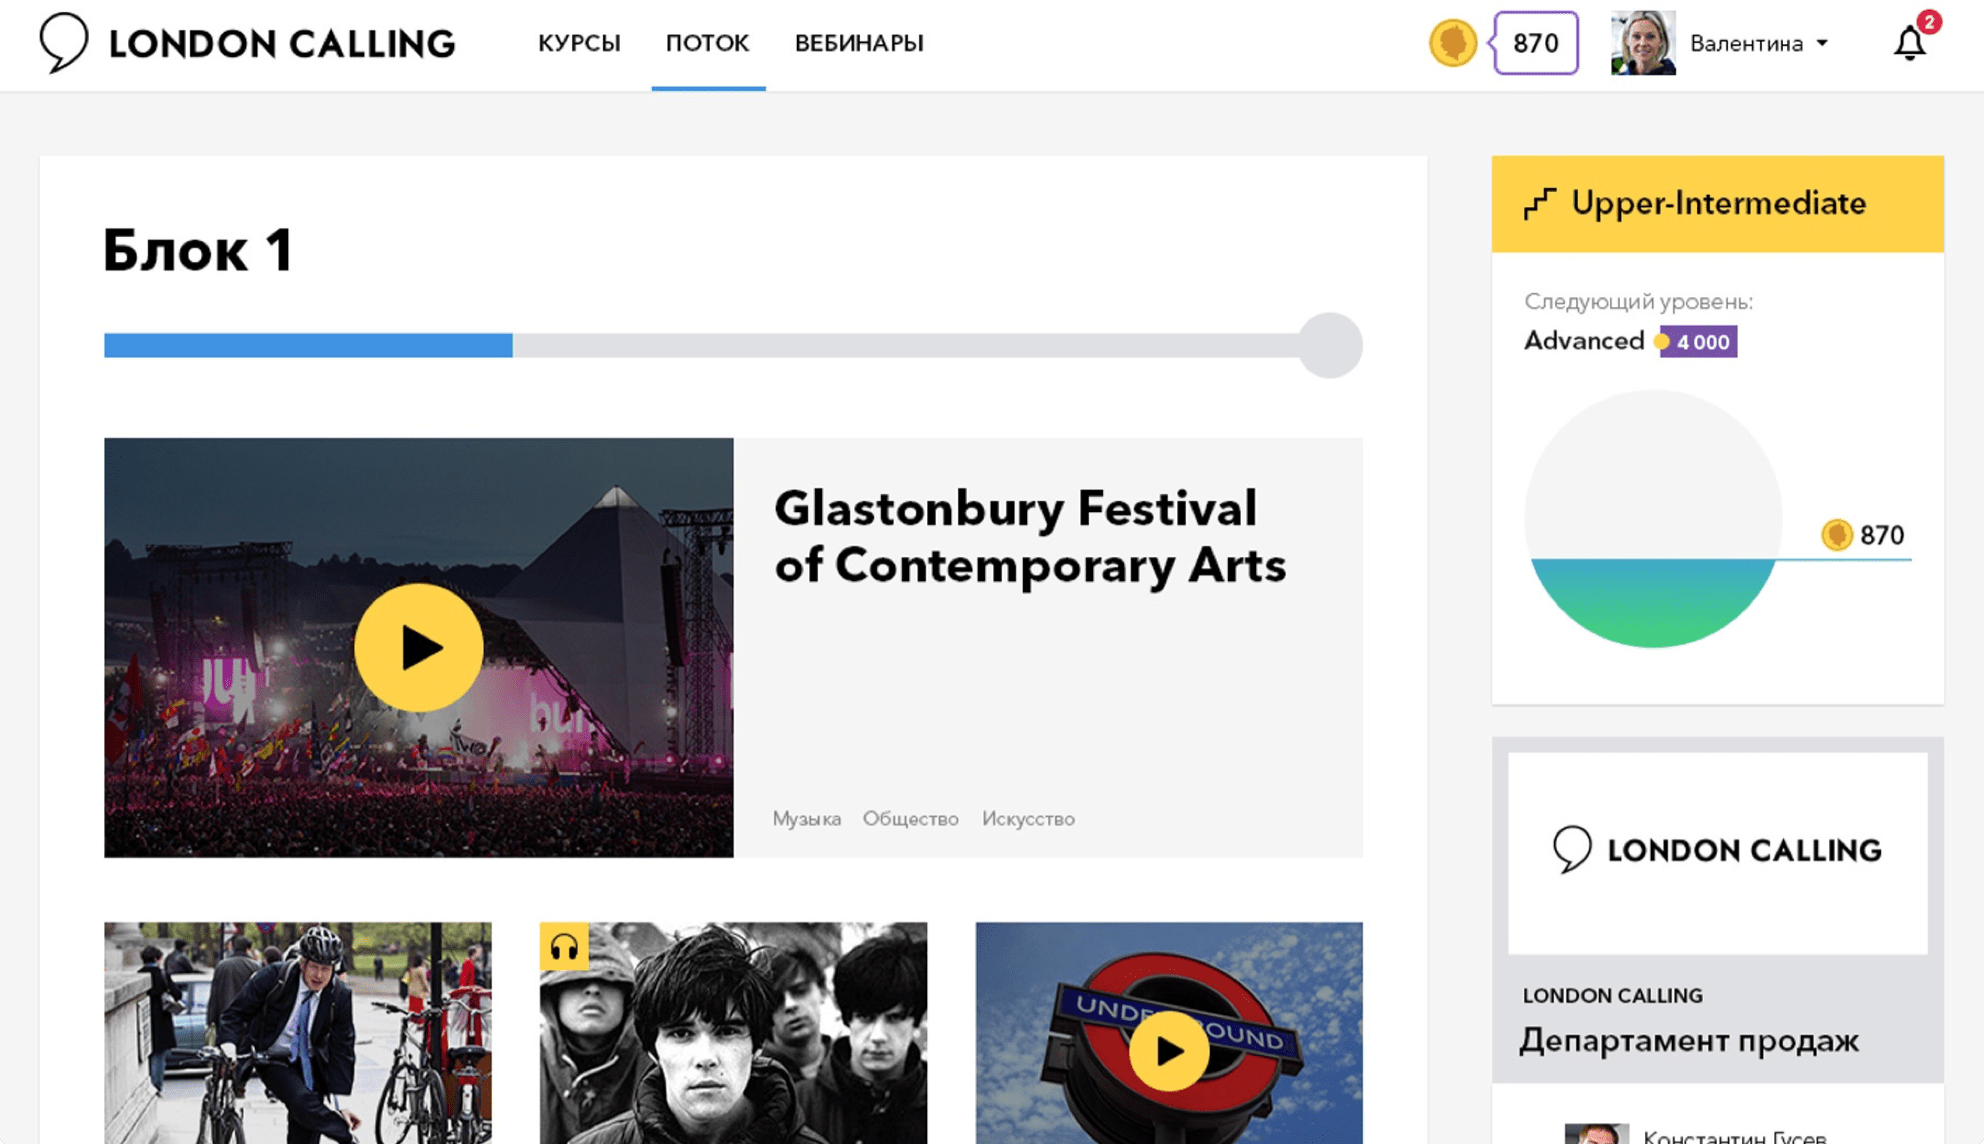 LONDON CALLING
КУРСЫ ПОТОК ВЕБИНАРЫ
870
Валентина
2
Блок 1
Glastonbury Festival
of Contemporary Arts
Музыка Общество Искусство
UNDERGROUND
Upper-Intermediate
Следующий уровень:
Advanced 4 000
870
LONDON CALLING
LONDON CALLING
Департамент продаж
Константин Гусев